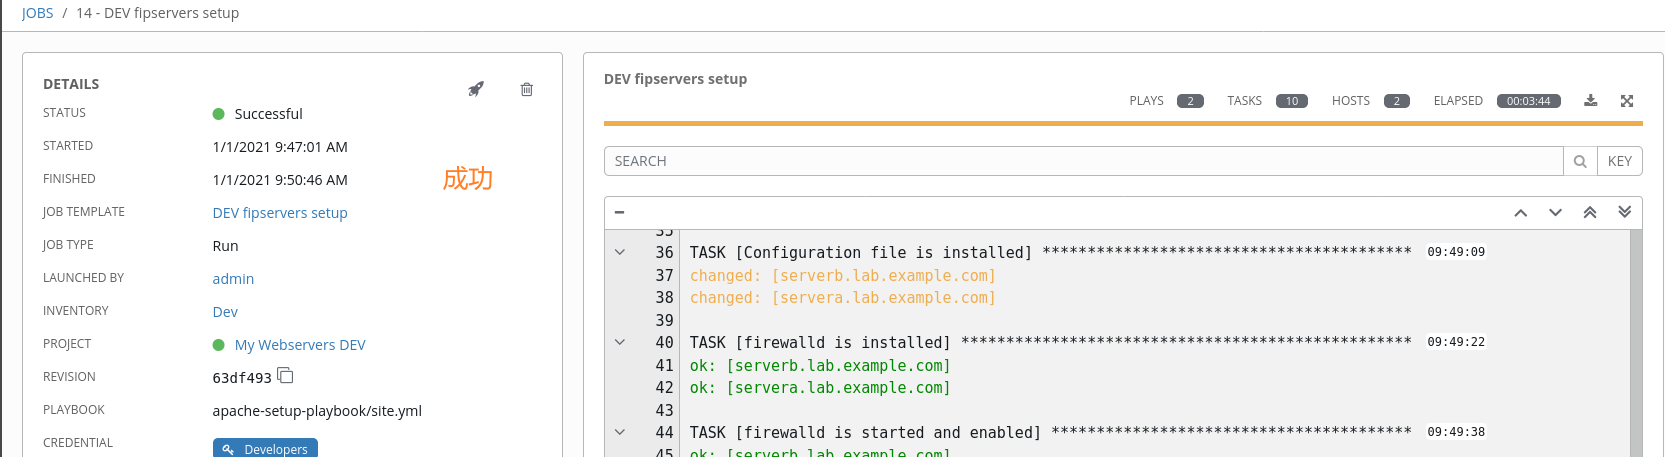 JOBS / 14 - DEV fipservers setup
DETAILS
STATUS Successful
STARTED 1/1/2021 9:47:01 AM
FINISHED 1/1/2021 9:50:46 AM
成功
JOB TEMPLATE DEV fipservers setup
JOB TYPE Run
LAUNCHED BY admin
INVENTORY Dev
PROJECT My Webservers DEV
REVISION 63df493
PLAYBOOK apache-setup-playbook/site.yml
CREDENTIAL Developers
DEV fipservers setup
PLAYS 2 TASKS 10 HOSTS 2 ELAPSED 00:03:44
SEARCH KEY
35
36 TASK [Configuration file is installed] ***************************************** 09:49:09
37 changed: [serverb.lab.example.com]
38 changed: [servera.lab.example.com]
39
40 TASK [firewalld is installed] ************************************************** 09:49:22
41 ok: [serverb.lab.example.com]
42 ok: [servera.lab.example.com]
43
44 TASK [firewalld is started and enabled] **************************************** 09:49:38
45 ok: [serverb.lab.example.com]